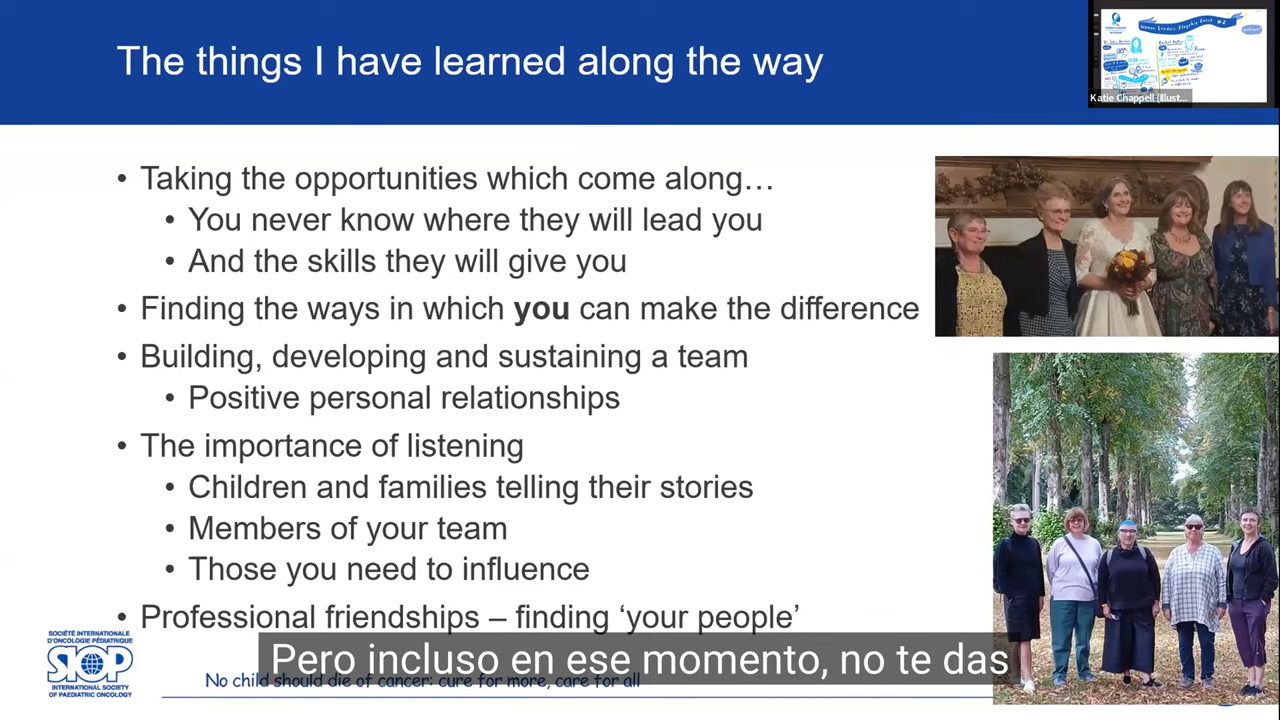 The things I have learned along the way
Katie Chappell (Illust...
• Taking the opportunities which come along…
• You never know where they will lead you
• And the skills they will give you
• Finding the ways in which you can make the difference
• Building, developing and sustaining a team
• Positive personal relationships
• The importance of listening
• Children and families telling their stories
• Members of your team
• Those you need to influence
• Professional friendships – finding ‘your people’
SOCIÉTÉ INTERNATIONALE
D'ONCOLOGIE PÉDIATRIQUE
SIOP
INTERNATIONAL SOCIETY
OF PAEDIATRIC ONCOLOGY
No child should die of cancer: cure for more, care for all
Pero incluso en ese momento, no te das